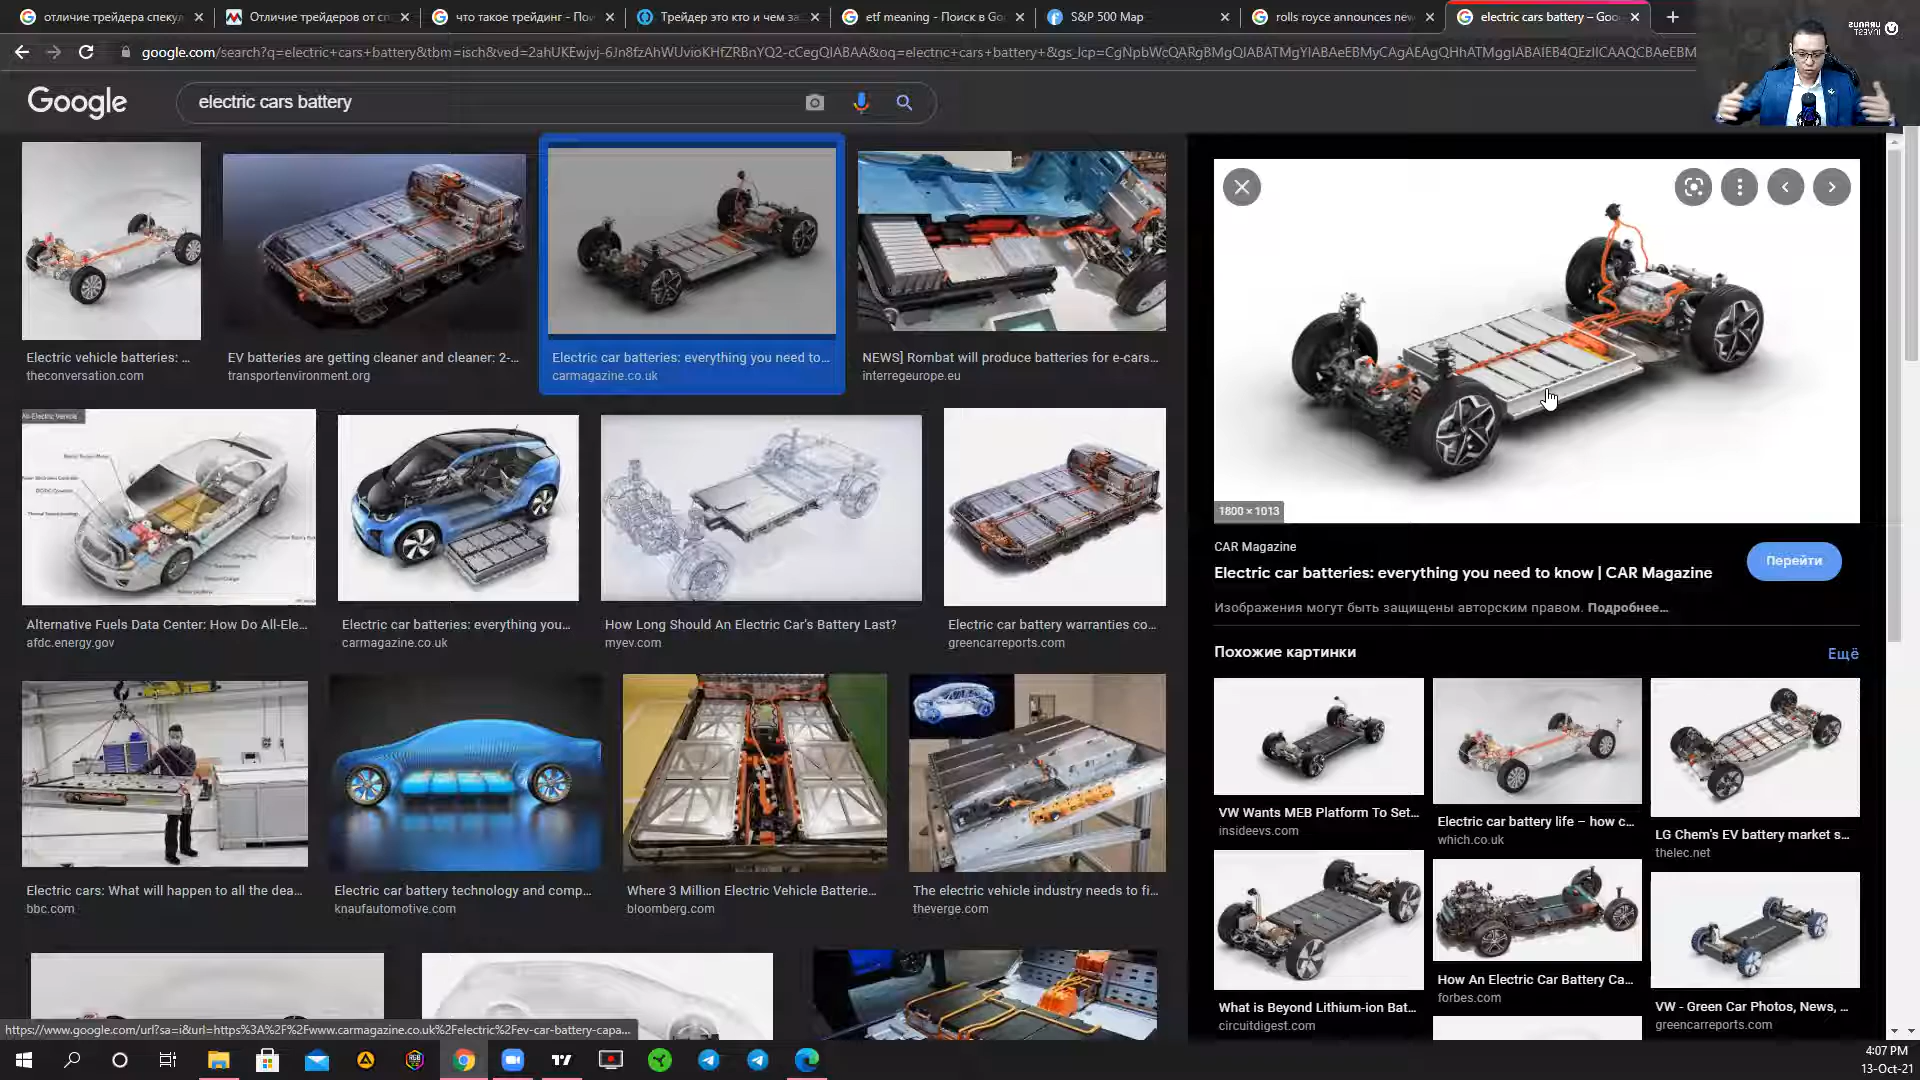 отличие трейдера спеку
Отличие трейдеров от сп
что такое трейдинг - Пои
Трейдер это кто и чем за
etf meaning - Поиск в Goo
S&P 500 Map
rolls royce announces new
electric cars battery – Goo
google.com/search?q=electric+cars+battery&tbm=isch&ved=2ahUKEwjvj-6Jn8fzAhWUvioKHfZRBnYQ2-cCegQIABAA&oq=electric+cars+battery+&gs_lcp=CgNpbWcQARgBMgQIABATMgYIABAeEBMyCAgAEAgQHhATMggIABAIEB4QEzIICAAQCBAeEBM
URANUS
INVEST
Google
electric cars battery
Electric vehicle batteries: ...
theconversation.com
EV batteries are getting cleaner and cleaner: 2-...
transportenvironment.org
Electric car batteries: everything you need to...
carmagazine.co.uk
NEWS] Rombat will produce batteries for e-cars...
interregeurope.eu
1800 × 1013
CAR Magazine
Electric car batteries: everything you need to know | CAR Magazine
Перейти
Изображения могут быть защищены авторским правом. Подробнее...
All-Electric Vehicle
Alternative Fuels Data Center: How Do All-Ele...
afdc.energy.gov
Electric car batteries: everything you...
carmagazine.co.uk
How Long Should An Electric Car's Battery Last?
myev.com
Electric car battery warranties co...
greencarreports.com
Похожие картинки
Ещё
VW Wants MEB Platform To Set...
insideevs.com
Electric car battery life – how c...
which.co.uk
LG Chem's EV battery market s...
thelec.net
Electric cars: What will happen to all the dea...
bbc.com
Electric car battery technology and comp...
knaufautomotive.com
Where 3 Million Electric Vehicle Batterie...
bloomberg.com
The electric vehicle industry needs to fi...
theverge.com
What is Beyond Lithium-ion Bat...
circuitdigest.com
How An Electric Car Battery Ca...
forbes.com
VW - Green Car Photos, News, ...
greencarreports.com
https://www.google.com/url?sa=i&url=https%3A%2F%2Fwww.carmagazine.co.uk%2Felectric%2Fev-car-battery-capa...
4:07 PM
13-Oct-21